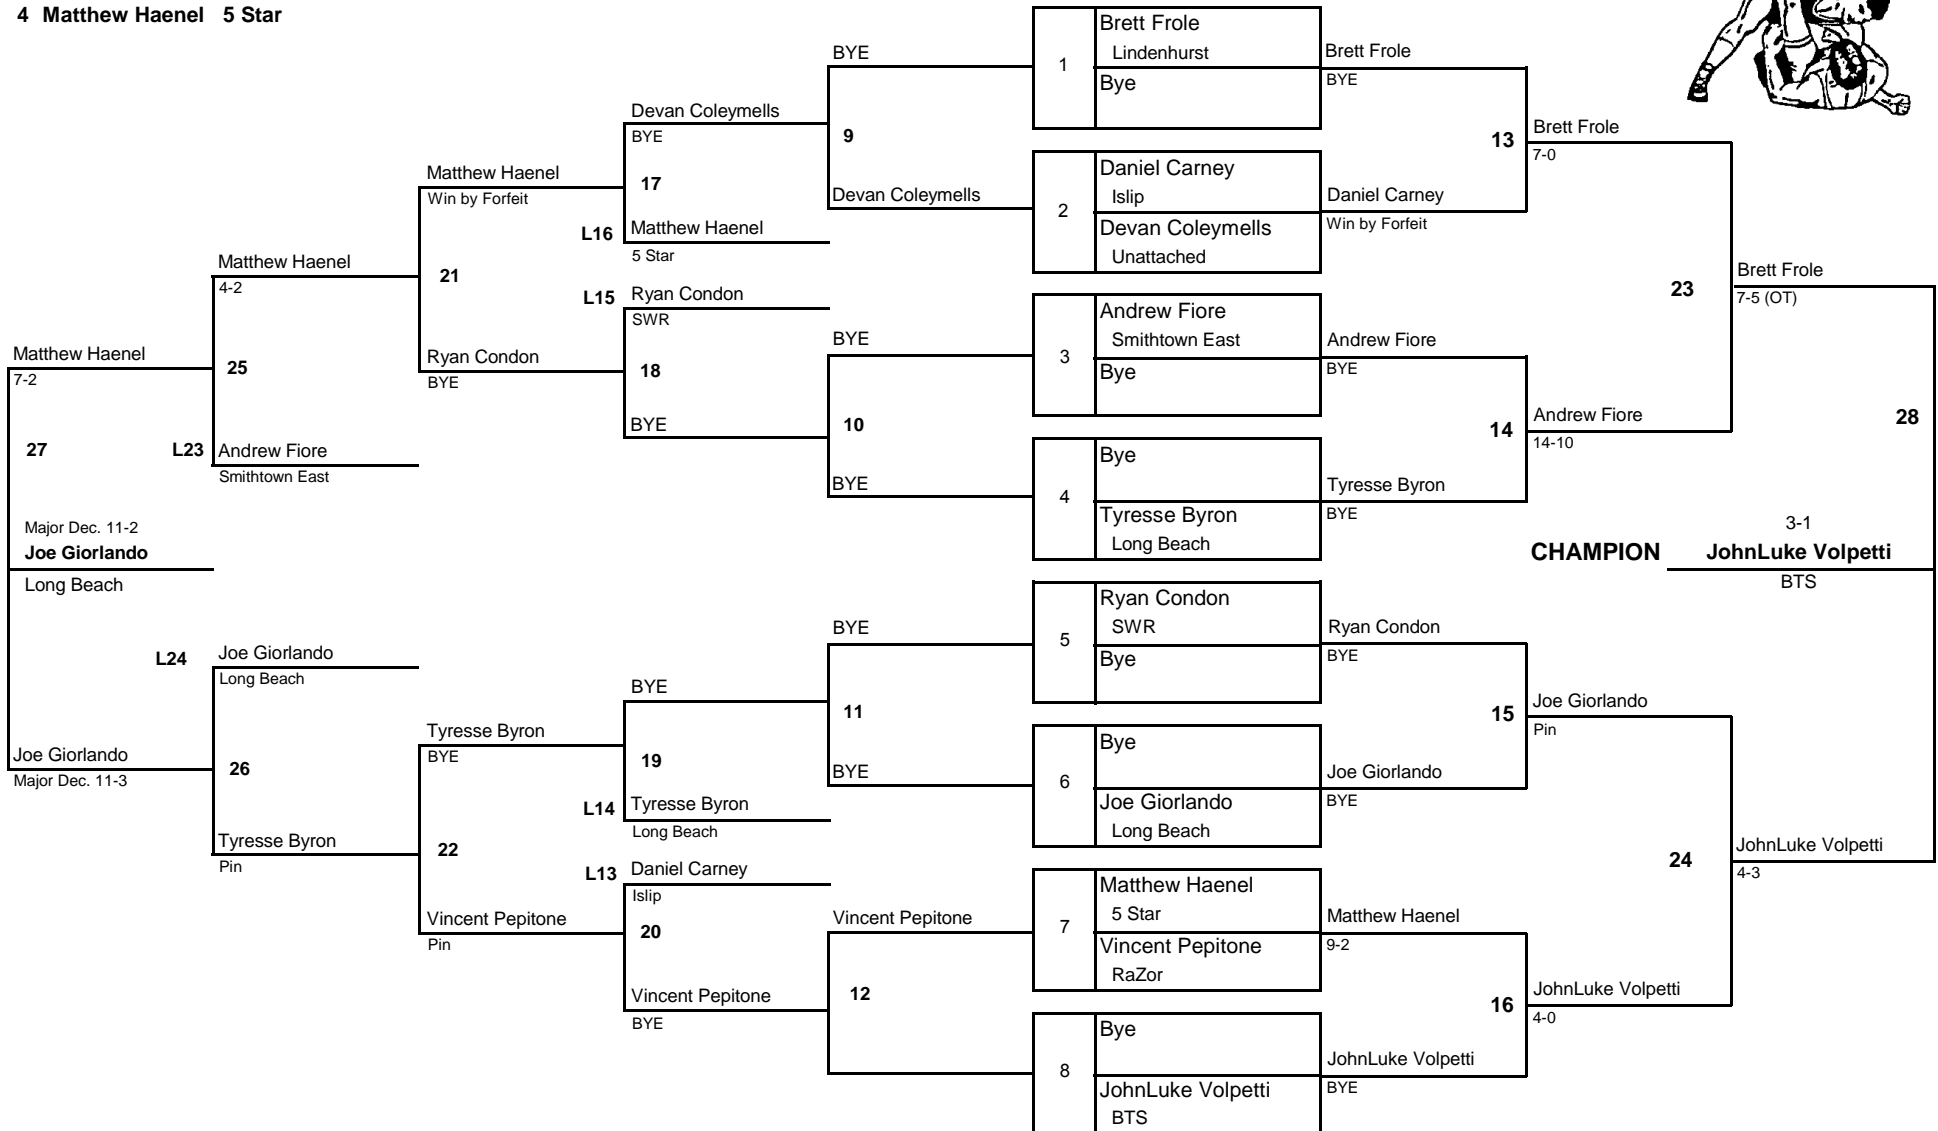 4 Matthew Haenel 5 Star
Matthew Haenel
7-2
27
Major Dec. 11-2
Joe Giorlando
Long Beach
Joe Giorlando
Major Dec. 11-3
Matthew Haenel
4-2
25
L23 Andrew Fiore
Smithtown East
L24 Joe Giorlando
Long Beach
26
Tyresse Byron
Pin
Matthew Haenel
Win by Forfeit
21
Ryan Condon
BYE
Tyresse Byron
BYE
22
Vincent Pepitone
Pin
Devan Coleymells
BYE
17
L16 Matthew Haenel
5 Star
L15 Ryan Condon
SWR
18
BYE
BYE
19
L14 Tyresse Byron
Long Beach
L13 Daniel Carney
Islip
20
Vincent Pepitone
BYE
BYE
9
Devan Coleymells
BYE
10
BYE
BYE
11
BYE
Vincent Pepitone
12
1
Brett Frole
Lindenhurst
Bye
2
Daniel Carney
Islip
Devan Coleymells
Unattached
3
Andrew Fiore
Smithtown East
Bye
4
Bye
Tyresse Byron
Long Beach
5
Ryan Condon
SWR
Bye
6
Bye
Joe Giorlando
Long Beach
7
Matthew Haenel
5 Star
Vincent Pepitone
RaZor
8
Bye
JohnLuke Volpetti
BTS
Brett Frole
BYE
13
Daniel Carney
Win by Forfeit
Andrew Fiore
BYE
14
Tyresse Byron
BYE
Ryan Condon
BYE
15
Joe Giorlando
BYE
Matthew Haenel
9-2
16
JohnLuke Volpetti
BYE
Brett Frole
7-0
23
Andrew Fiore
14-10
Joe Giorlando
Pin
24
JohnLuke Volpetti
4-0
Brett Frole
7-5 (OT)
28
3-1
CHAMPION JohnLuke Volpetti
BTS
JohnLuke Volpetti
4-3